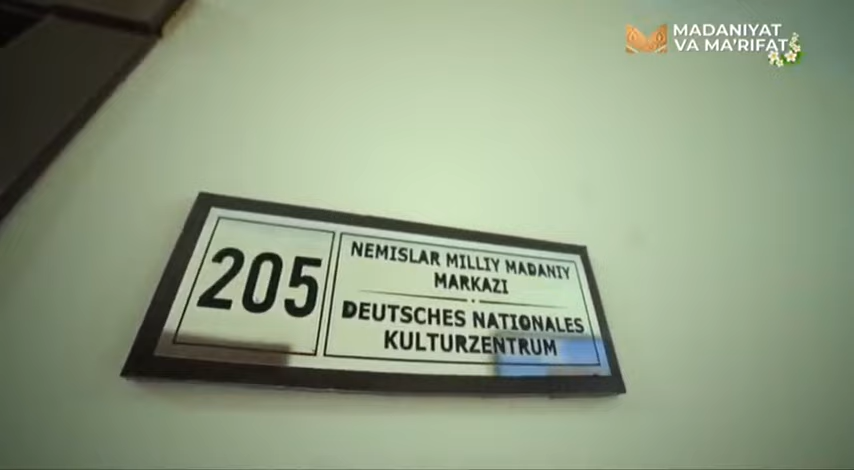 MADANIYAT
VA MA'RIFAT
205
NEMISLAR MILLIY MADANIY
MARKAZI
DEUTSCHES NATIONALES
KULTURZENTRUM